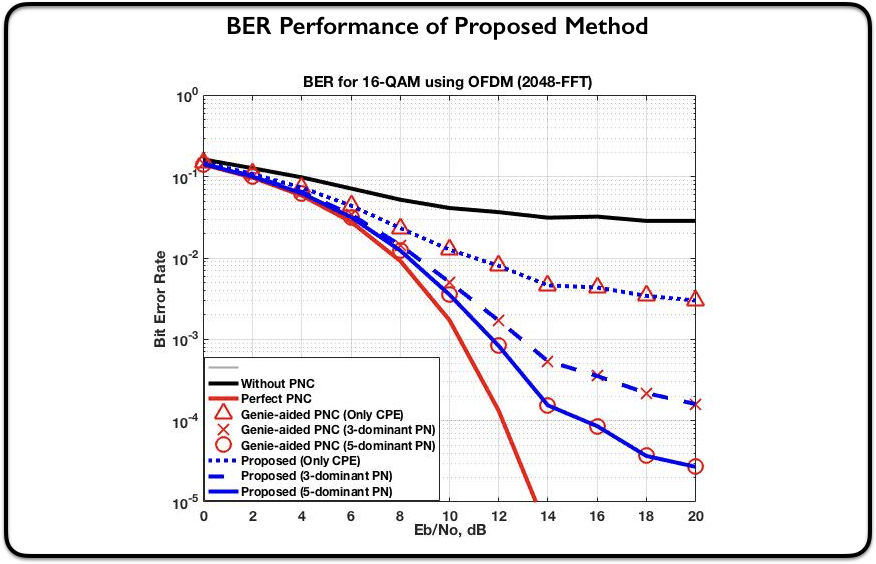 BER Performance of Proposed Method
BER for 16-QAM using OFDM (2048-FFT)
10^0
10^-1
10^-2
10^-3
10^-4
10^-5
Bit Error Rate
Without PNC
Perfect PNC
Genie-aided PNC (Only CPE)
Genie-aided PNC (3-dominant PN)
Genie-aided PNC (5-dominant PN)
Proposed (Only CPE)
Proposed (3-dominant PN)
Proposed (5-dominant PN)
0 2 4 6 8 10 12 14 16 18 20
Eb/No, dB